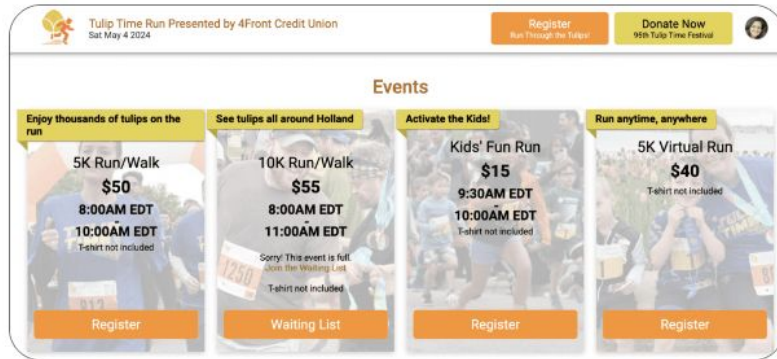 Tulip Time Run Presented by 4Front Credit Union
Sat May 4 2024
Register
Run Through the Tulips!
Donate Now
95th Tulip Time Festival
Events
Enjoy thousands of tulips on the
run
5K Run/Walk
$50
8:00AM EDT
-
10:00AM EDT
T-shirt not included
Register
See tulips all around Holland
10K Run/Walk
$55
8:00AM EDT
-
11:00AM EDT
Sorry! This event is full.
Join the Waiting List
T-shirt not included
1250
Waiting List
Activate the Kids!
Kids' Fun Run
$15
9:30AM EDT
-
10:00AM EDT
T-shirt not included
Register
Run anytime, anywhere
5K Virtual Run
$40
T-shirt not included
Register